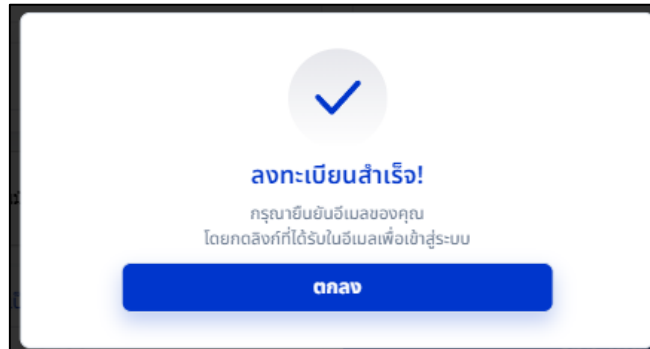 ลงทะเบียนสำเร็จ!
กรุณายืนยันอีเมลของคุณ
โดยกดลิงก์ที่ได้รับในอีเมลเพื่อเข้าสู่ระบบ
ตกลง